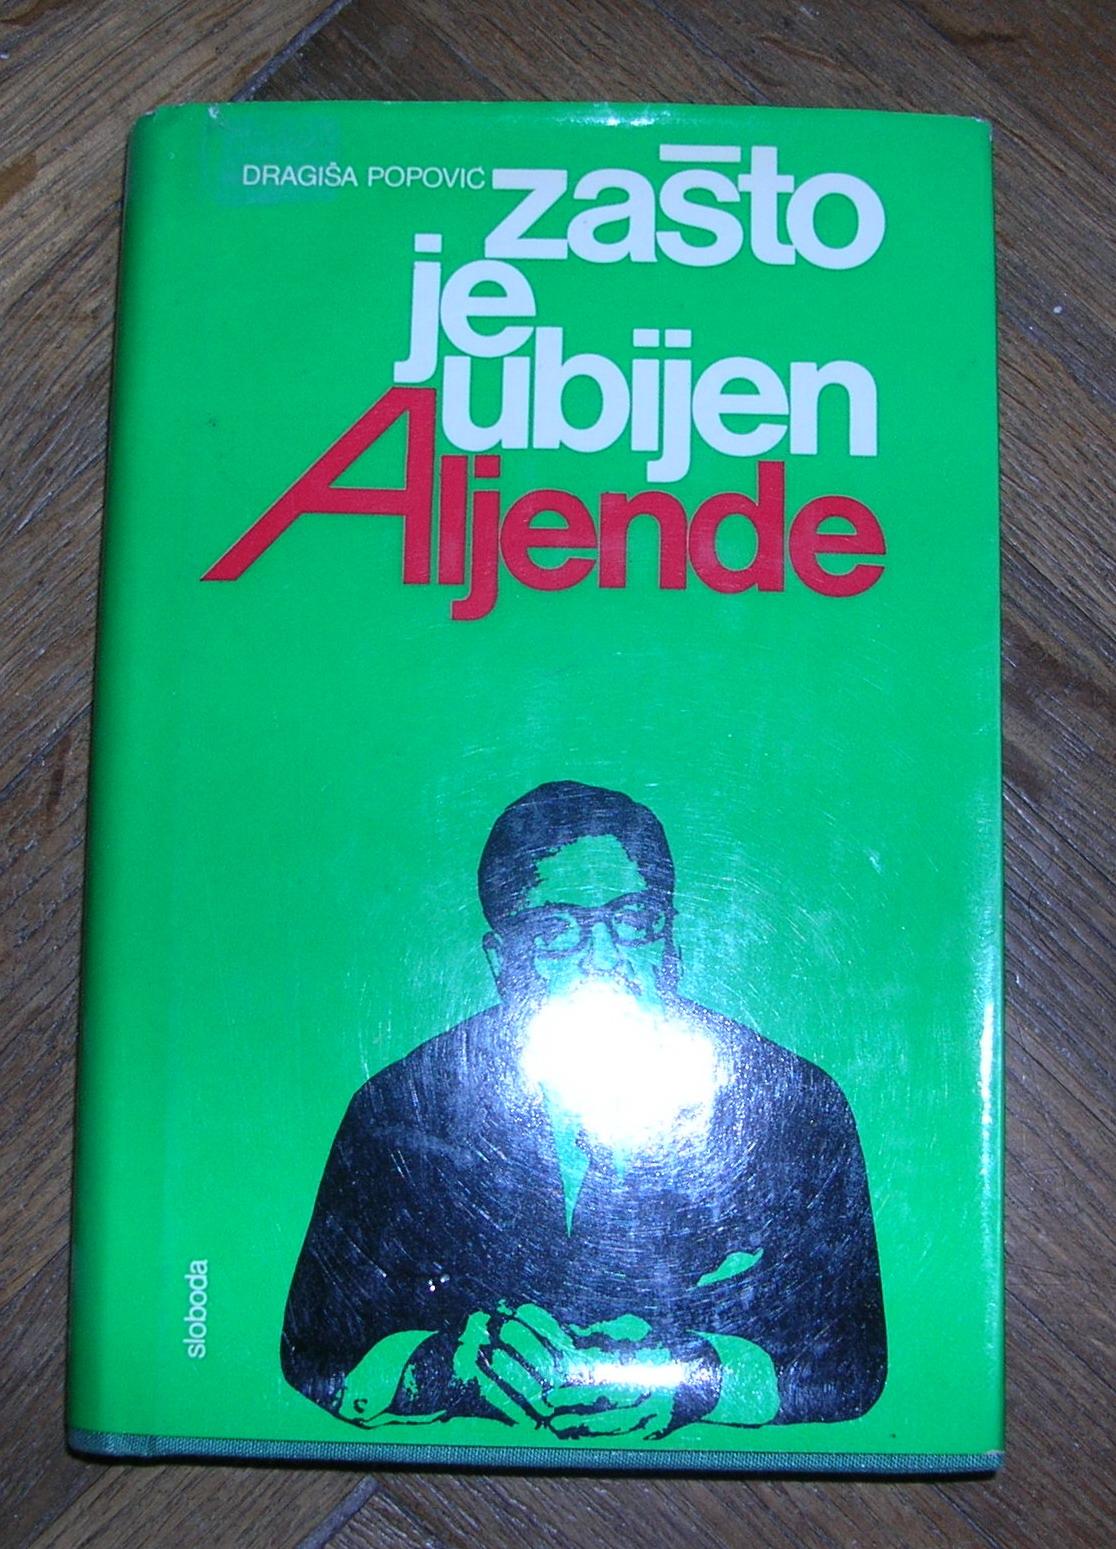 DRAGIŠA POPOVIĆ
zašto
je
ubijen
Aljende
sloboda